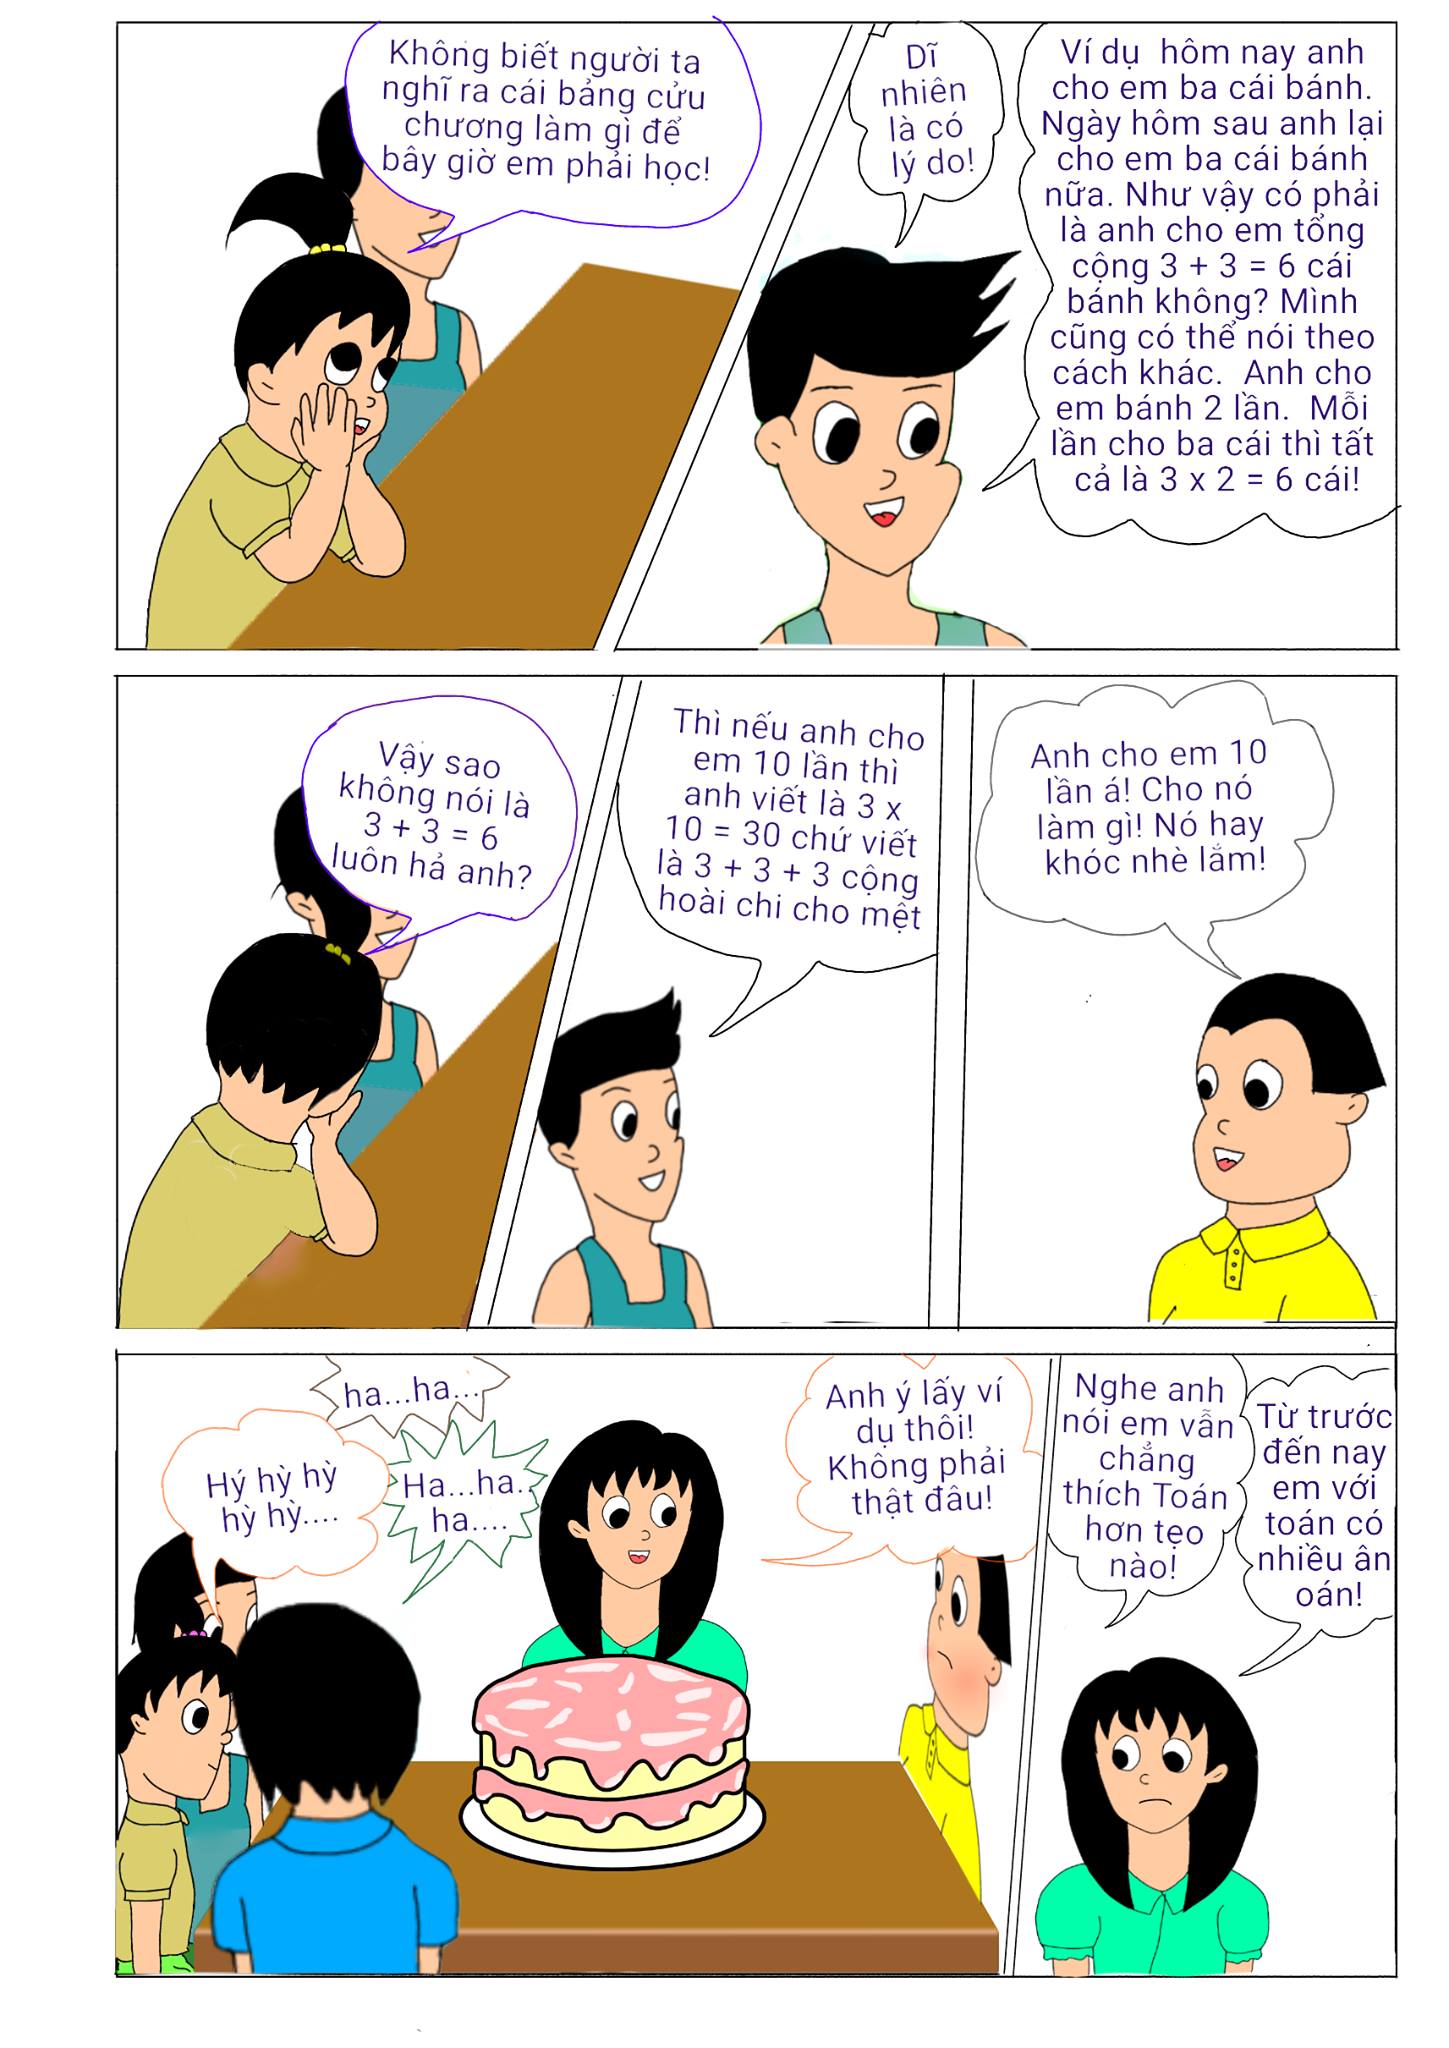 Không biết người ta
nghĩ ra cái bảng cửu
chương làm gì để
bây giờ em phải học!
Dĩ
nhiên
là có
lý do!
Ví dụ hôm nay anh
cho em ba cái bánh.
Ngày hôm sau anh lại
cho em ba cái bánh
nữa. Như vậy có phải
là anh cho em tổng
cộng 3 + 3 = 6 cái
bánh không? Mình
cũng có thể nói theo
cách khác. Anh cho
em bánh 2 lần. Mỗi
lần cho ba cái thì tất
cả là 3 x 2 = 6 cái!
Vậy sao
không nói là
3 + 3 = 6
luôn hả anh?
Thì nếu anh cho
em 10 lần thì
anh viết là 3 x
10 = 30 chứ viết
là 3 + 3 + 3 cộng
hoài chi cho mệt
Anh cho em 10
lần á! Cho nó
làm gì! Nó hay
khóc nhè lắm!
ha...ha...
Hý hỳ hỳ
hỳ hỳ....
Ha...ha..
ha....
Anh ý lấy ví
dụ thôi!
Không phải
thật đâu!
Nghe anh
nói em vẫn
chẳng
thích Toán
hơn tẹo
nào!
Từ trước
đến nay
em với
toán có
nhiều ân
oán!